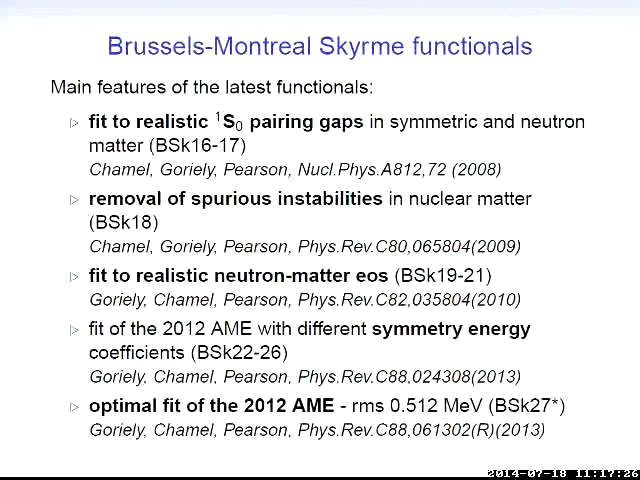 Brussels-Montreal Skyrme functionals
Main features of the latest functionals:
▷ fit to realistic ¹S₀ pairing gaps in symmetric and neutron
matter (BSk16-17)
Chamel, Goriely, Pearson, Nucl.Phys.A812,72 (2008)
▷ removal of spurious instabilities in nuclear matter
(BSk18)
Chamel, Goriely, Pearson, Phys.Rev.C80,065804(2009)
▷ fit to realistic neutron-matter eos (BSk19-21)
Goriely, Chamel, Pearson, Phys.Rev.C82,035804(2010)
▷ fit of the 2012 AME with different symmetry energy
coefficients (BSk22-26)
Goriely, Chamel, Pearson, Phys.Rev.C88,024308(2013)
▷ optimal fit of the 2012 AME - rms 0.512 MeV (BSk27*)
Goriely, Chamel, Pearson, Phys.Rev.C88,061302(R)(2013)
2014-07-18 11:17:26